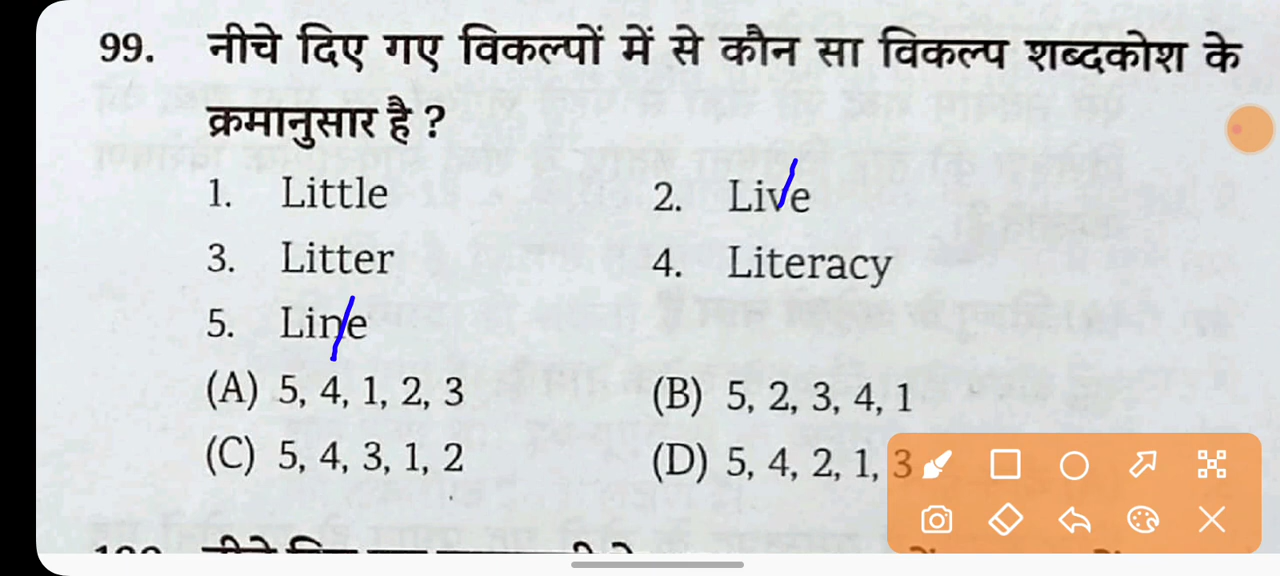 99. नीचे दिए गए विकल्पों में से कौन सा विकल्प शब्दकोश के
क्रमानुसार है ?
1. Little 2. Live
3. Litter 4. Literacy
5. Line
(A) 5, 4, 1, 2, 3 (B) 5, 2, 3, 4, 1
(C) 5, 4, 3, 1, 2 (D) 5, 4, 2, 1, 3